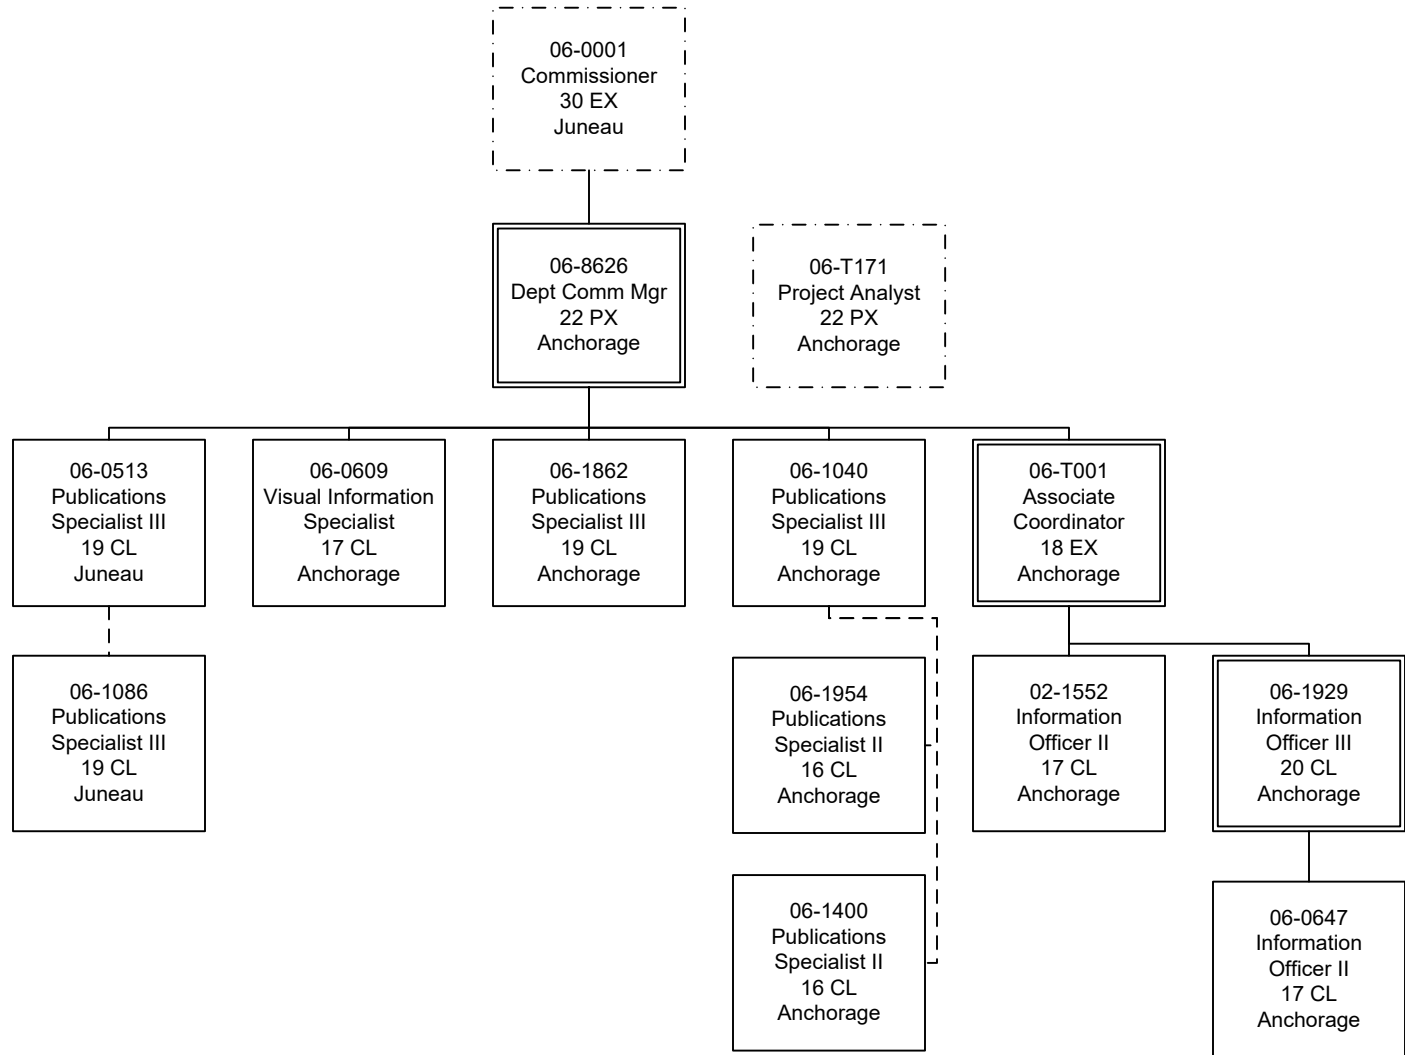 06-0001
Commissioner
30 EX
Juneau
06-8626
Dept Comm Mgr
22 PX
Anchorage
06-T171
Project Analyst
22 PX
Anchorage
06-0513
Publications
Specialist III
19 CL
Juneau
06-0609
Visual Information
Specialist
17 CL
Anchorage
06-1862
Publications
Specialist III
19 CL
Anchorage
06-1040
Publications
Specialist III
19 CL
Anchorage
06-T001
Associate
Coordinator
18 EX
Anchorage
06-1086
Publications
Specialist III
19 CL
Juneau
06-1954
Publications
Specialist II
16 CL
Anchorage
02-1552
Information
Officer II
17 CL
Anchorage
06-1929
Information
Officer III
20 CL
Anchorage
06-1400
Publications
Specialist II
16 CL
Anchorage
06-0647
Information
Officer II
17 CL
Anchorage